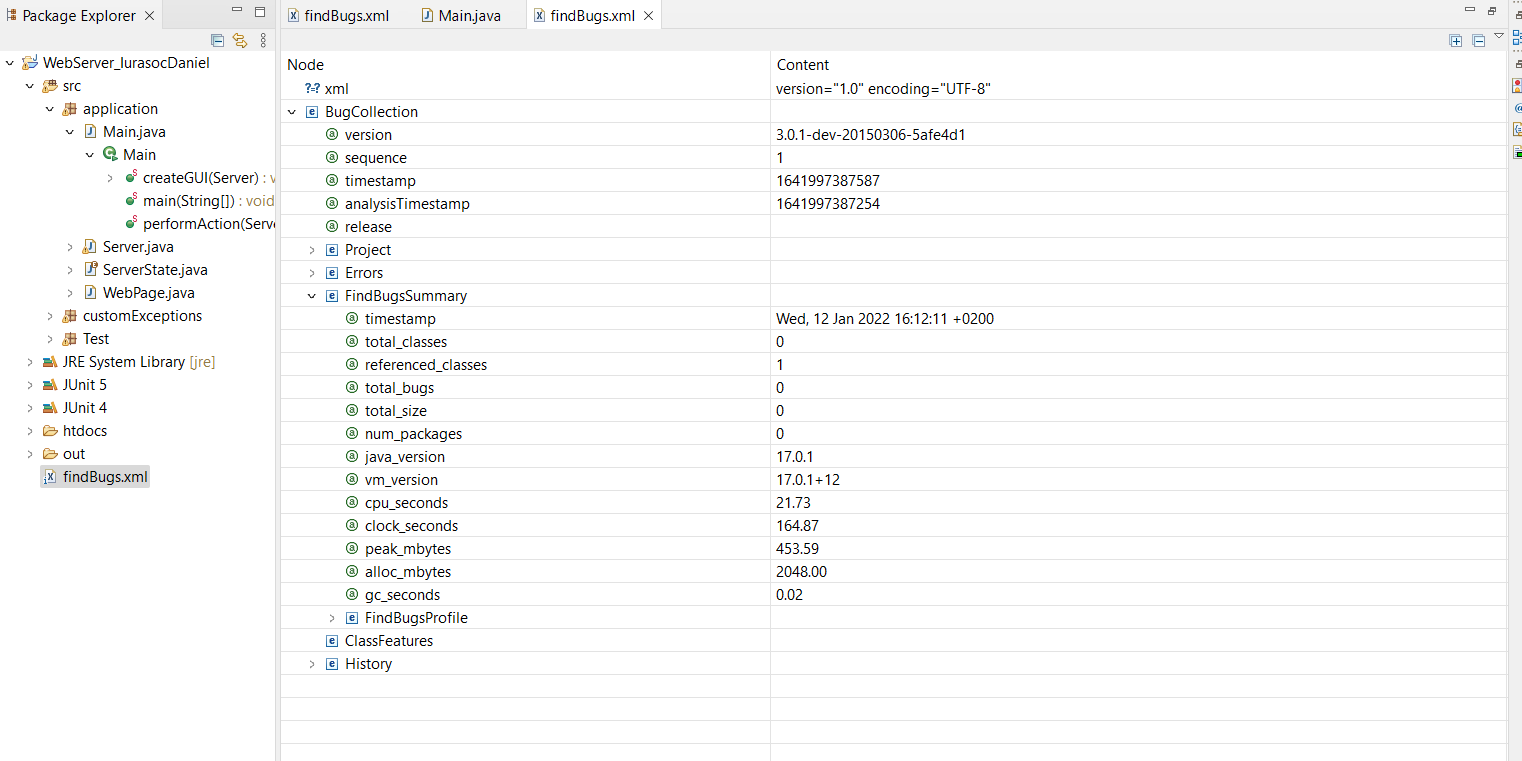 Package Explorer
WebServer_IurasocDaniel
src
application
Main.java
Main
createGUI(Server) : v
main(String[]) : void
performAction(Serve
Server.java
ServerState.java
WebPage.java
customExceptions
Test
JRE System Library [jre]
JUnit 5
JUnit 4
htdocs
out
findBugs.xml
findBugs.xml Main.java findBugs.xml
Node Content
?-? xml version="1.0" encoding="UTF-8"
BugCollection
version 3.0.1-dev-20150306-5afe4d1
sequence 1
timestamp 1641997387587
analysisTimestamp 1641997387254
release
Project
Errors
FindBugsSummary
timestamp Wed, 12 Jan 2022 16:12:11 +0200
total_classes 0
referenced_classes 1
total_bugs 0
total_size 0
num_packages 0
java_version 17.0.1
vm_version 17.0.1+12
cpu_seconds 21.73
clock_seconds 164.87
peak_mbytes 453.59
alloc_mbytes 2048.00
gc_seconds 0.02
FindBugsProfile
ClassFeatures
History